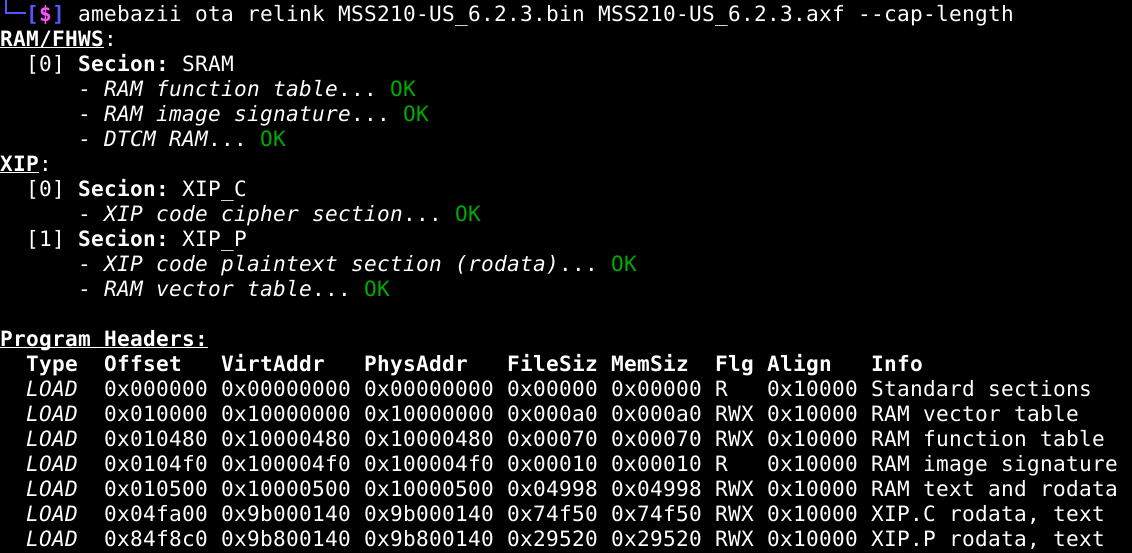 └─[$] amebazii ota relink MSS210-US_6.2.3.bin MSS210-US_6.2.3.axf --cap-length
RAM/FHWS:
  [0] Secion: SRAM
      - RAM function table... OK
      - RAM image signature... OK
      - DTCM RAM... OK
XIP:
  [0] Secion: XIP_C
      - XIP code cipher section... OK
  [1] Secion: XIP_P
      - XIP code plaintext section (rodata)... OK
      - RAM vector table... OK

Program Headers:
  Type  Offset   VirtAddr   PhysAddr   FileSiz MemSiz  Flg Align   Info
  LOAD  0x000000 0x00000000 0x00000000 0x00000 0x00000 R   0x10000 Standard sections
  LOAD  0x010000 0x10000000 0x10000000 0x000a0 0x000a0 RWX 0x10000 RAM vector table
  LOAD  0x010480 0x10000480 0x10000480 0x00070 0x00070 RWX 0x10000 RAM function table
  LOAD  0x0104f0 0x100004f0 0x100004f0 0x00010 0x00010 R   0x10000 RAM image signature
  LOAD  0x010500 0x10000500 0x10000500 0x04998 0x04998 RWX 0x10000 RAM text and rodata
  LOAD  0x04fa00 0x9b000140 0x9b000140 0x74f50 0x74f50 RWX 0x10000 XIP.C rodata, text
  LOAD  0x84f8c0 0x9b800140 0x9b800140 0x29520 0x29520 RWX 0x10000 XIP.P rodata, text